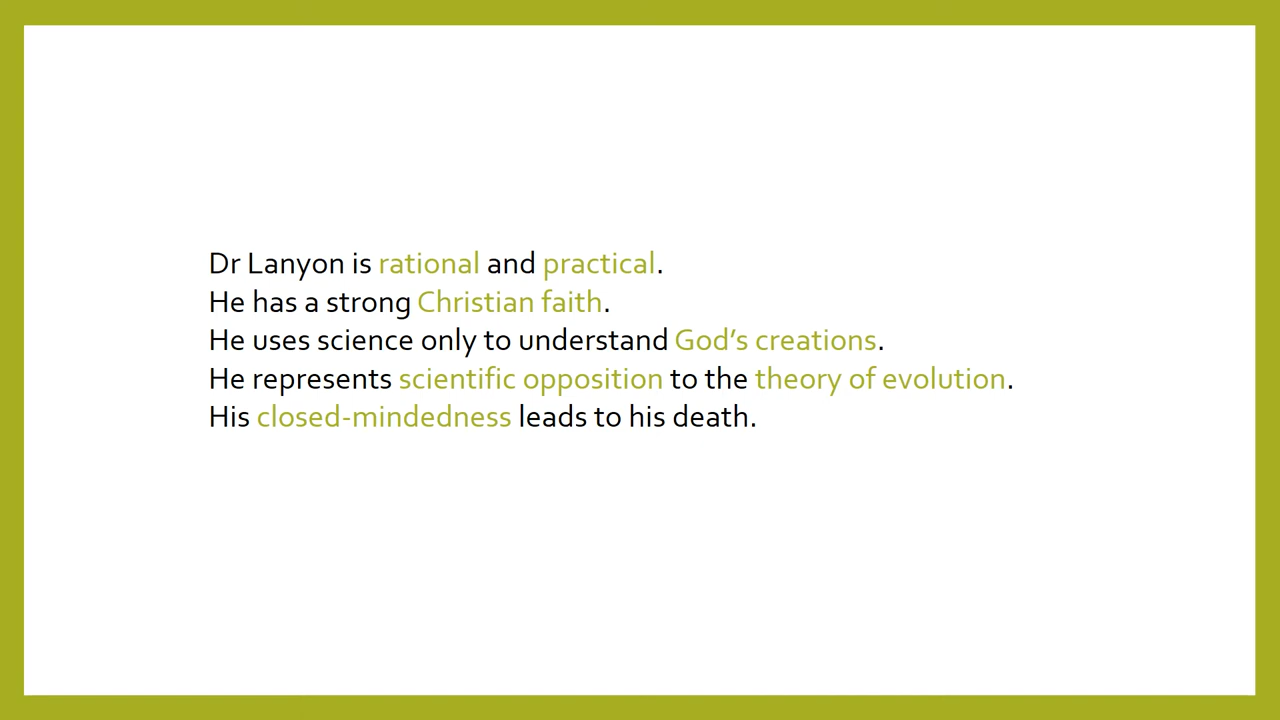 Dr Lanyon is rational and practical.
He has a strong Christian faith.
He uses science only to understand God’s creations.
He represents scientific opposition to the theory of evolution.
His closed-mindedness leads to his death.